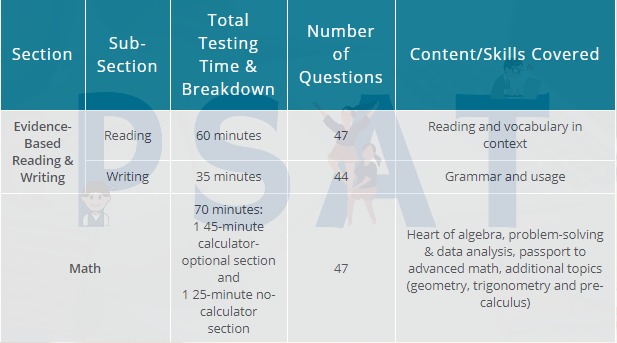 Section
Sub-
Section
Total
Testing
Time &
Breakdown
Number
of
Questions
Content/Skills Covered
Evidence-
Based
Reading &
Writing
Reading
60 minutes
47
Reading and vocabulary in
context
Writing
35 minutes
44
Grammar and usage
Math
70 minutes:
1 45-minute
calculator-
optional section
and
1 25-minute no-
calculator
section
47
Heart of algebra, problem-solving
& data analysis, passport to
advanced math, additional topics
(geometry, trigonometry and pre-
calculus)
PSAT